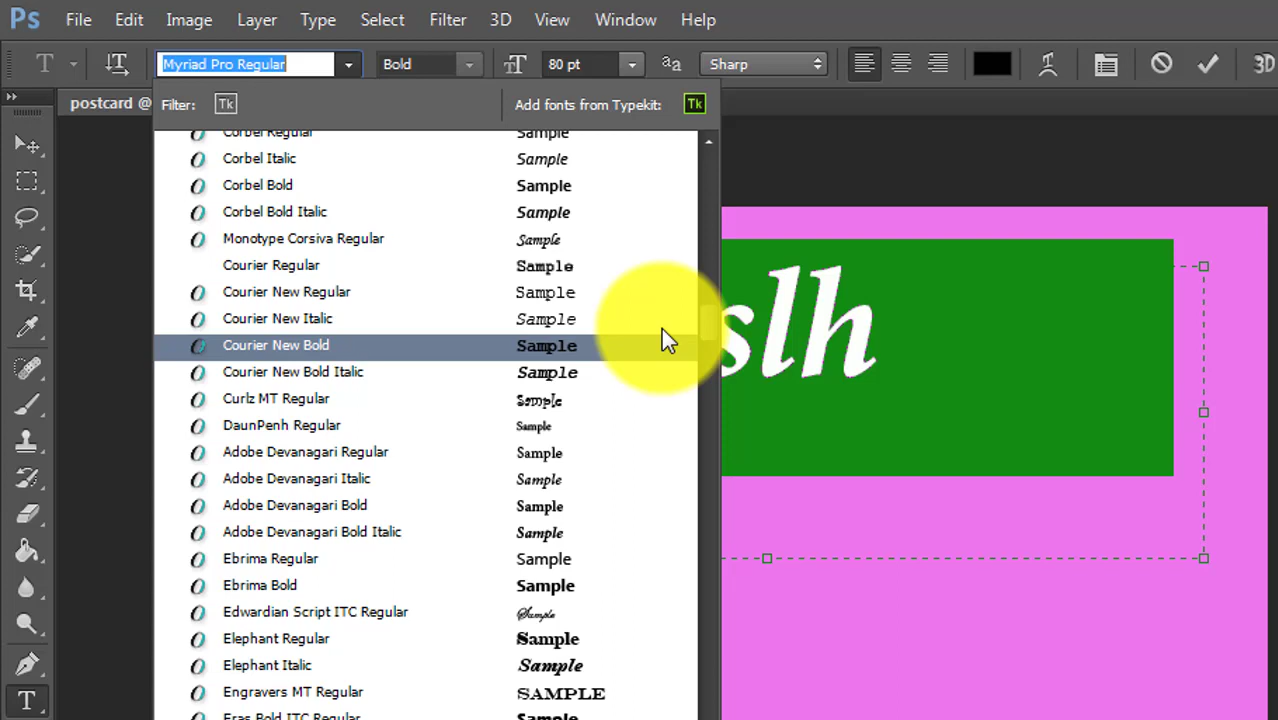 Ps File Edit Image Layer Type Select Filter 3D View Window Help
T T Myriad Pro Regular Bold TT 80 pt aa Sharp 3D
postcard @ Filter: Tk Add fonts from Typekit: Tk
Corbel Regular Sample
Corbel Italic Sample
Corbel Bold Sample
Corbel Bold Italic Sample
Monotype Corsiva Regular Sample
Courier Regular Sample
Courier New Regular Sample
Courier New Italic Sample
Courier New Bold Sample
Courier New Bold Italic Sample
Curlz MT Regular Sample
DaunPenh Regular Sample
Adobe Devanagari Regular Sample
Adobe Devanagari Italic Sample
Adobe Devanagari Bold Sample
Adobe Devanagari Bold Italic Sample
Ebrima Regular Sample
Ebrima Bold Sample
Edwardian Script ITC Regular Sample
Elephant Regular Sample
Elephant Italic Sample
Engravers MT Regular SAMPLE
Eras Bold ITC Regular Sample
slh
T